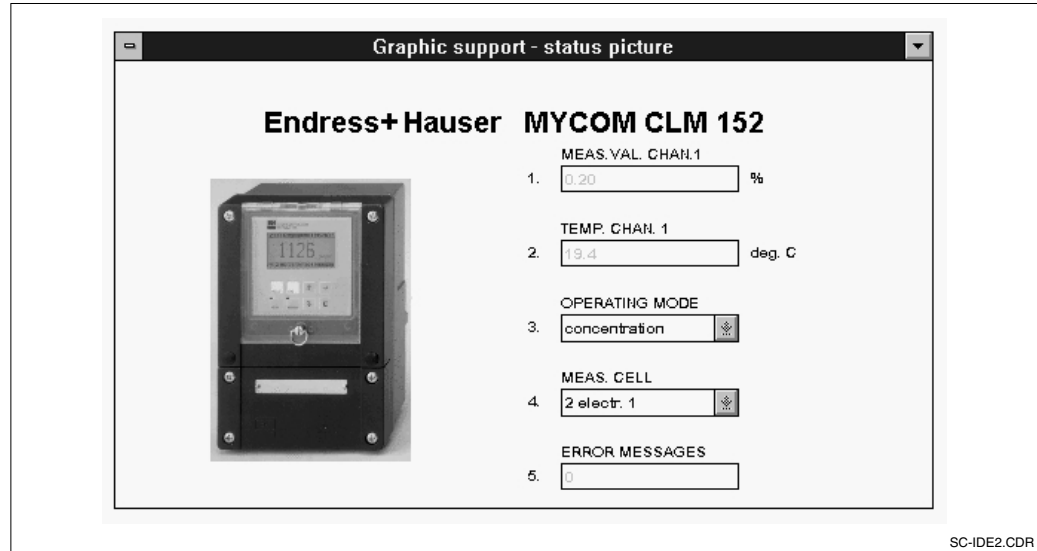 Graphic support - status picture
Endress+Hauser MYCOM CLM 152
MEAS.VAL. CHAN.1
1. 0.20 %
TEMP. CHAN. 1
2. 19.4 deg. C
OPERATING MODE
3. concentration
MEAS. CELL
4. 2 electr. 1
ERROR MESSAGES
5. 0
1126
SC-IDE2.CDR